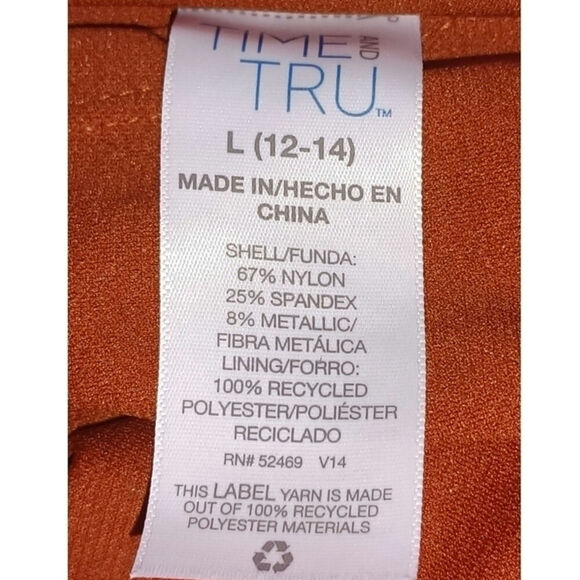 TIME AND
TRU™
L (12-14)
MADE IN/HECHO EN
CHINA
SHELL/FUNDA:
67% NYLON
25% SPANDEX
8% METALLIC/
FIBRA METÁLICA
LINING/FORRO:
100% RECYCLED
POLYESTER/POLIÉSTER
RECICLADO
RN# 52469 V14
THIS LABEL YARN IS MADE
OUT OF 100% RECYCLED
POLYESTER MATERIALS